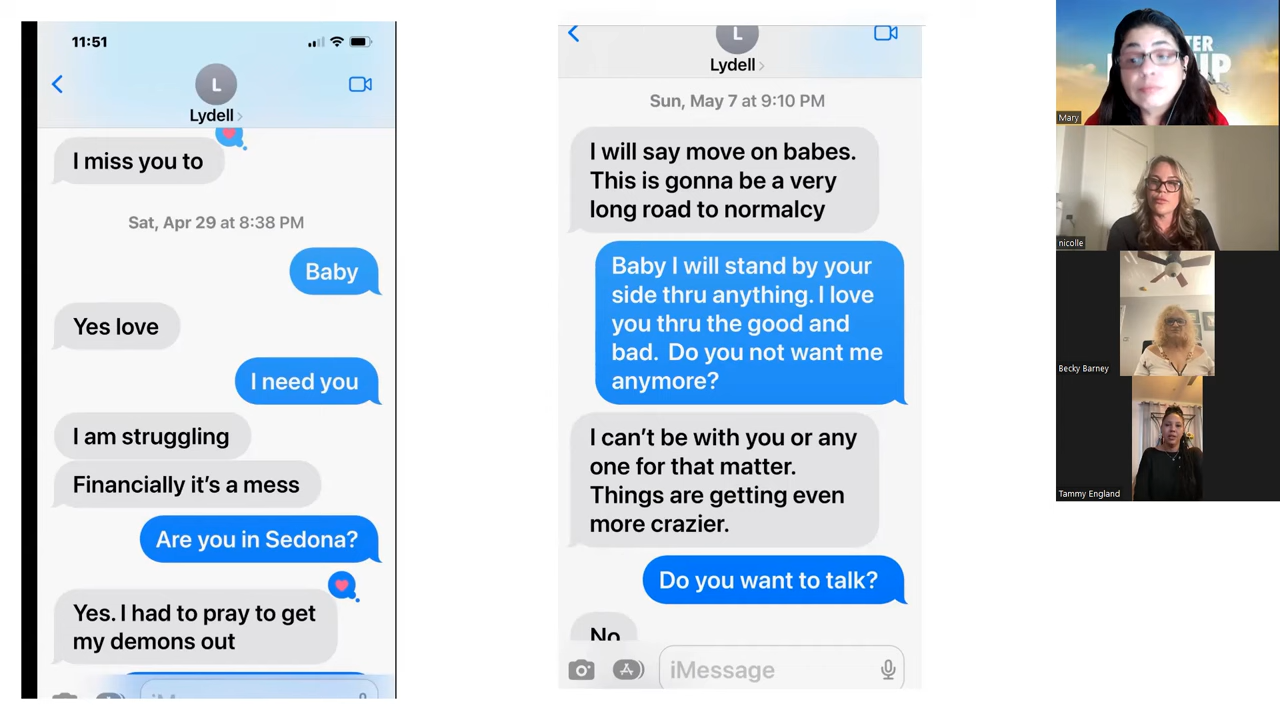 11:51
L
Lydell >
I miss you to
Sat, Apr 29 at 8:38 PM
Baby
Yes love
I need you
I am struggling
Financially it's a mess
Are you in Sedona?
Yes. I had to pray to get
my demons out
L
Lydell >
Sun, May 7 at 9:10 PM
I will say move on babes.
This is gonna be a very
long road to normalcy
Baby I will stand by your
side thru anything. I love
you thru the good and
bad. Do you not want me
anymore?
I can't be with you or any
one for that matter.
Things are getting even
more crazier.
Do you want to talk?
No
iMessage
Mary
nicolle
Becky Barney
Tammy England